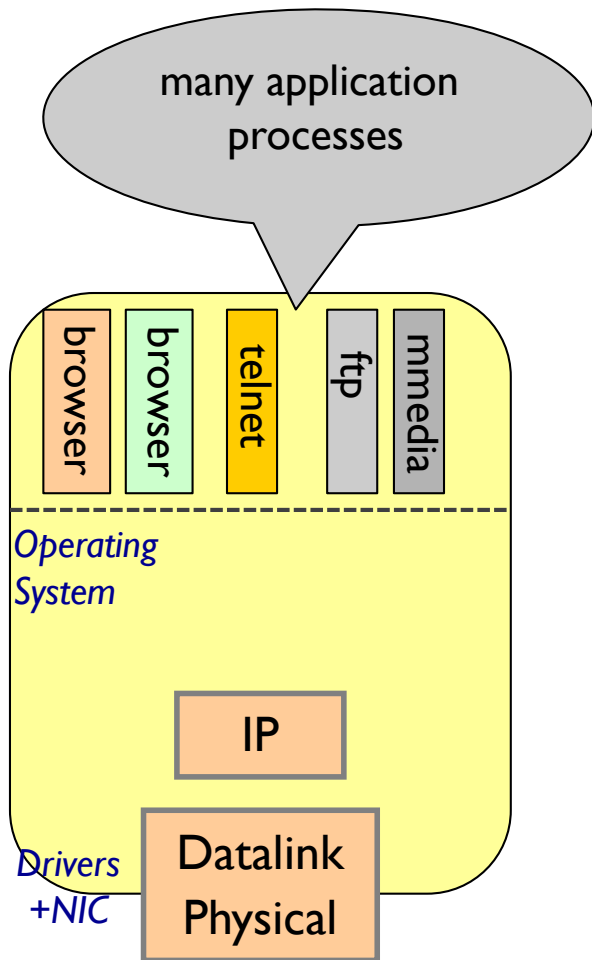 many application
processes
browser
browser
telnet
ftp
mmedia
Operating
System
IP
Datalink
Physical
Drivers
+NIC